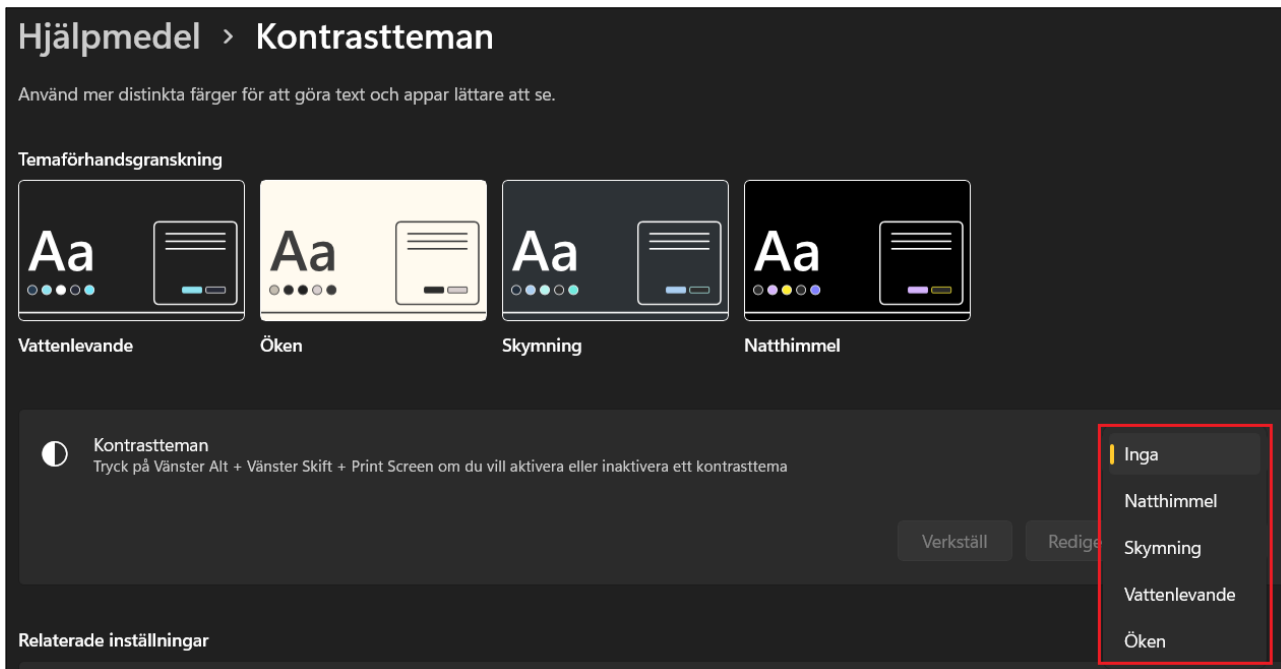 Hjälpmedel > Kontrastteman
Använd mer distinkta färger för att göra text och appar lättare att se.
Temaförhandsgranskning
Aa Aa Aa Aa
Vattenlevande Öken Skymning Natthimmel
Kontrastteman
Tryck på Vänster Alt + Vänster Skift + Print Screen om du vill aktivera eller inaktivera ett kontrasttema
Verkställ Redige
Inga
Natthimmel
Skymning
Vattenlevande
Öken
Relaterade inställningar